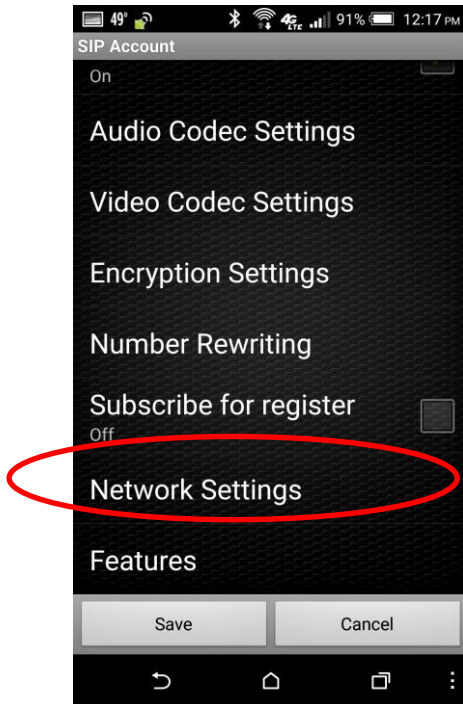 49° 4G LTE 91% 12:17 PM
SIP Account
On
Audio Codec Settings
Video Codec Settings
Encryption Settings
Number Rewriting
Subscribe for register
Off
Network Settings
Features
Save Cancel